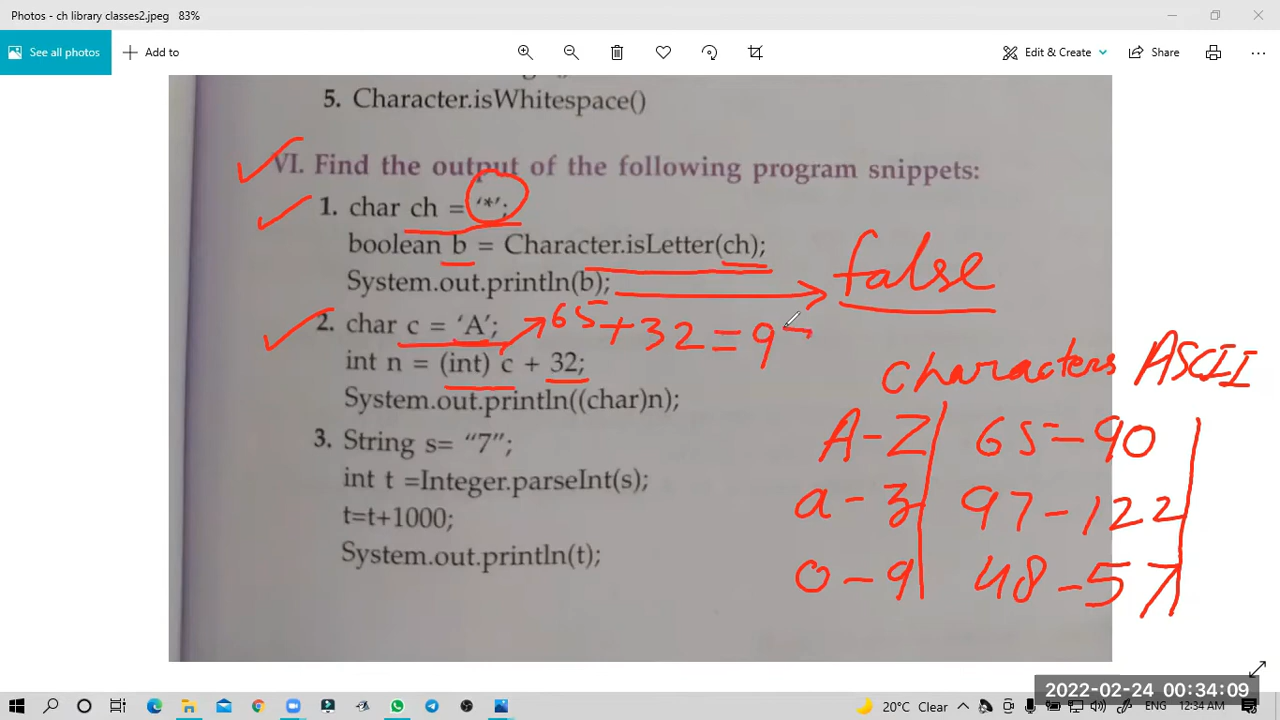 Photos - ch library classes2.jpeg 83%
See all photos
Add to
Edit & Create
Share
5. Character.isWhitespace()
VI. Find the output of the following program snippets:
1. char ch = '*';
boolean b = Character.isLetter(ch);
System.out.println(b);
false
2. char c = 'A';
65 + 32 = 9
int n = (int) c + 32;
System.out.println((char)n);
3. String s= "7";
int t =Integer.parseInt(s);
t=t+1000;
System.out.println(t);
characters ASCII
A-Z 65-90
a-z 97-122
0-9 48-57
2022-02-24 00:34:09
20°C Clear
ENG
12:34 AM